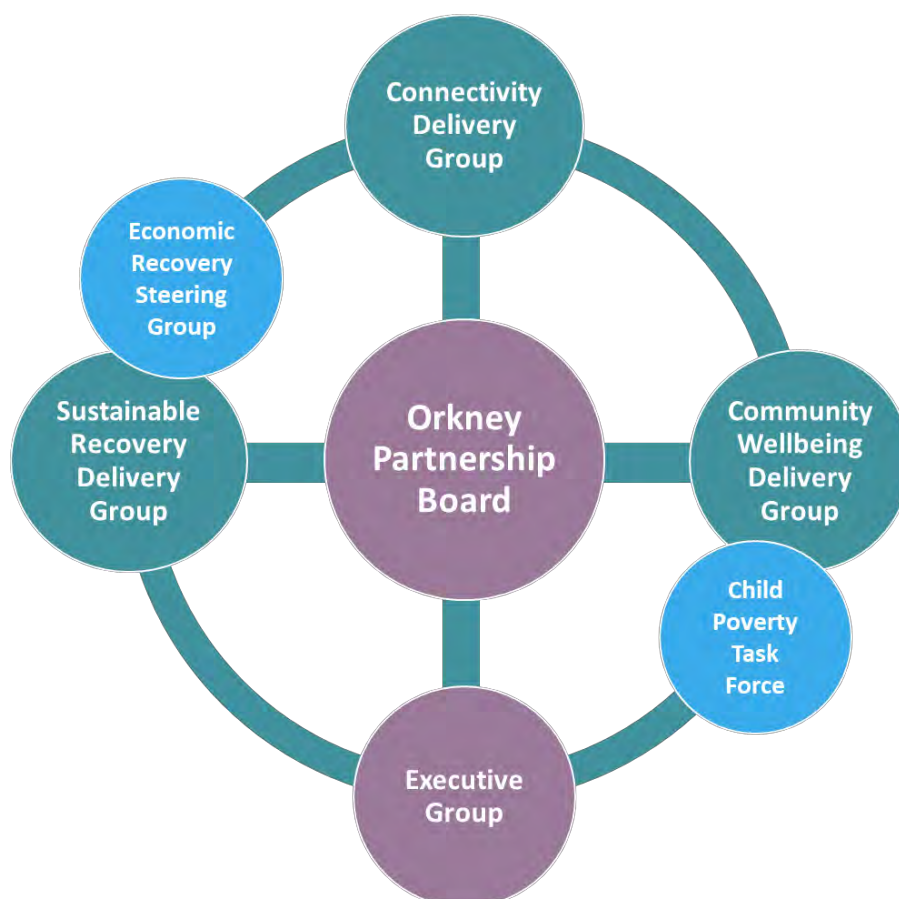 Connectivity
Delivery
Group
Economic
Recovery
Steering
Group
Sustainable
Recovery
Delivery
Group
Orkney
Partnership
Board
Community
Wellbeing
Delivery
Group
Child
Poverty
Task
Force
Executive
Group